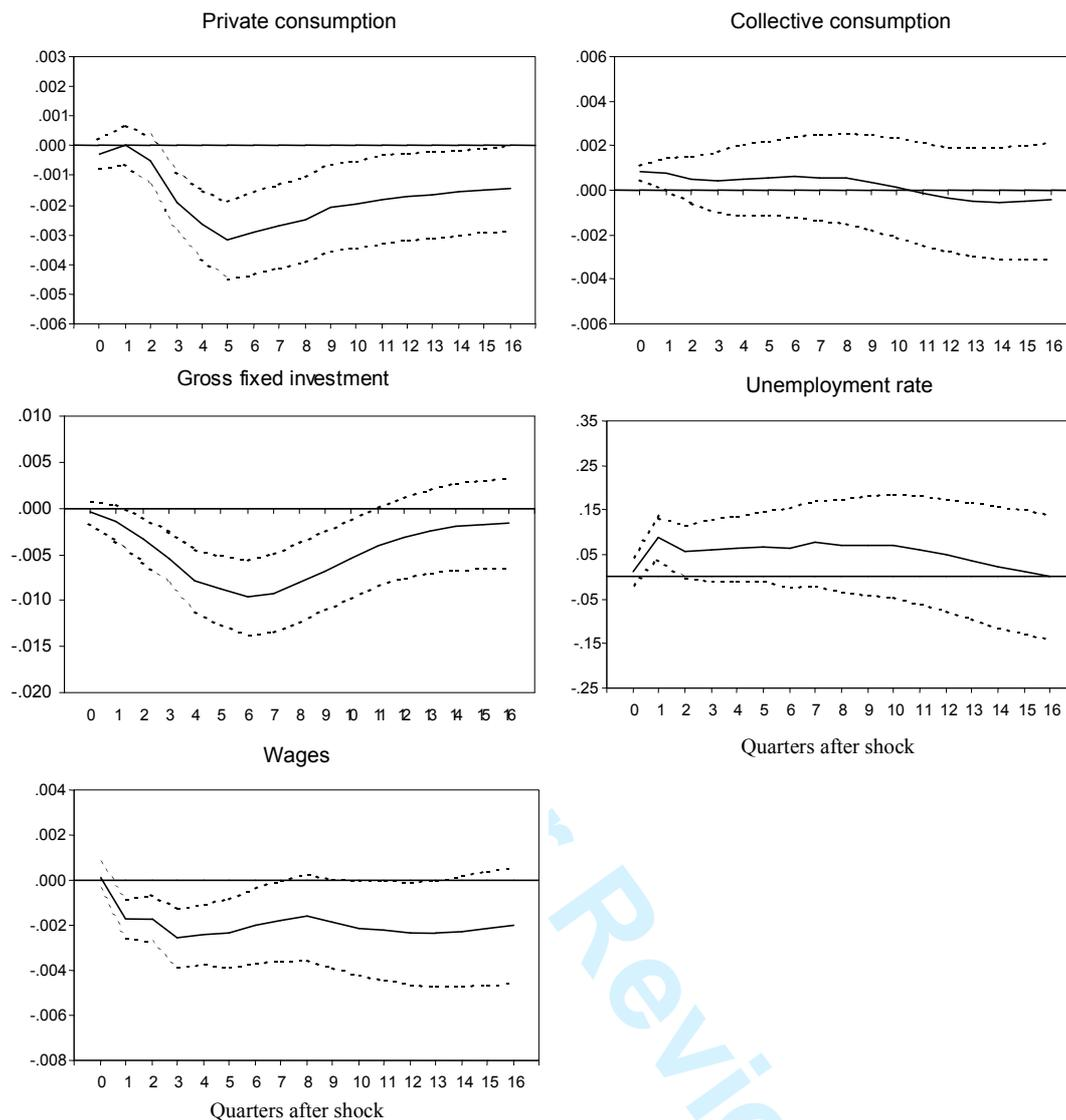 Private consumption
.003
.002
.001
.000
-.001
-.002
-.003
-.004
-.005
-.006
0 1 2 3 4 5 6 7 8 9 10 11 12 13 14 15 16
Collective consumption
.006
.004
.002
.000
-.002
-.004
-.006
0 1 2 3 4 5 6 7 8 9 10 11 12 13 14 15 16
Gross fixed investment
.010
.005
.000
-.005
-.010
-.015
-.020
0 1 2 3 4 5 6 7 8 9 10 11 12 13 14 15 16
Unemployment rate
.35
.25
.15
.05
-.05
-.15
-.25
0 1 2 3 4 5 6 7 8 9 10 11 12 13 14 15 16
Quarters after shock
Wages
.004
.002
.000
-.002
-.004
-.006
-.008
0 1 2 3 4 5 6 7 8 9 10 11 12 13 14 15 16
Quarters after shock
r Revie